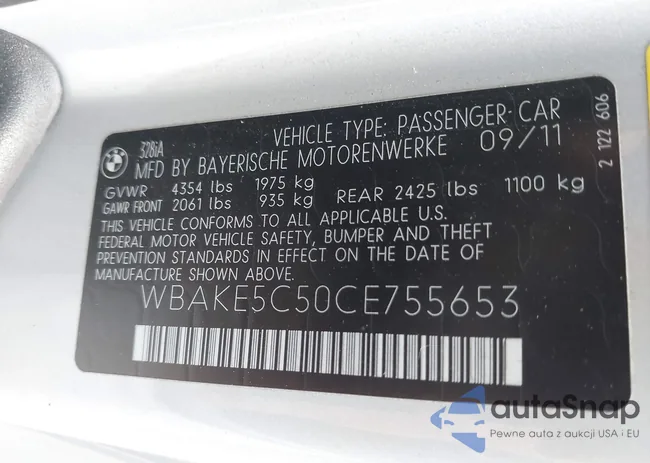 328iA
VEHICLE TYPE: PASSENGER CAR
MFD BY BAYERISCHE MOTORENWERKE 09/11
GVWR 4354 lbs 1975 kg
GAWR FRONT 2061 lbs 935 kg REAR 2425 lbs 1100 kg
THIS VEHICLE CONFORMS TO ALL APPLICABLE U.S.
FEDERAL MOTOR VEHICLE SAFETY, BUMPER AND THEFT
PREVENTION STANDARDS IN EFFECT ON THE DATE OF
MANUFACTURE SHOWN ABOVE.
WBAKE5C50CE755653
2 122 606
autaSnap
Pewne auta z aukcji USA i EU